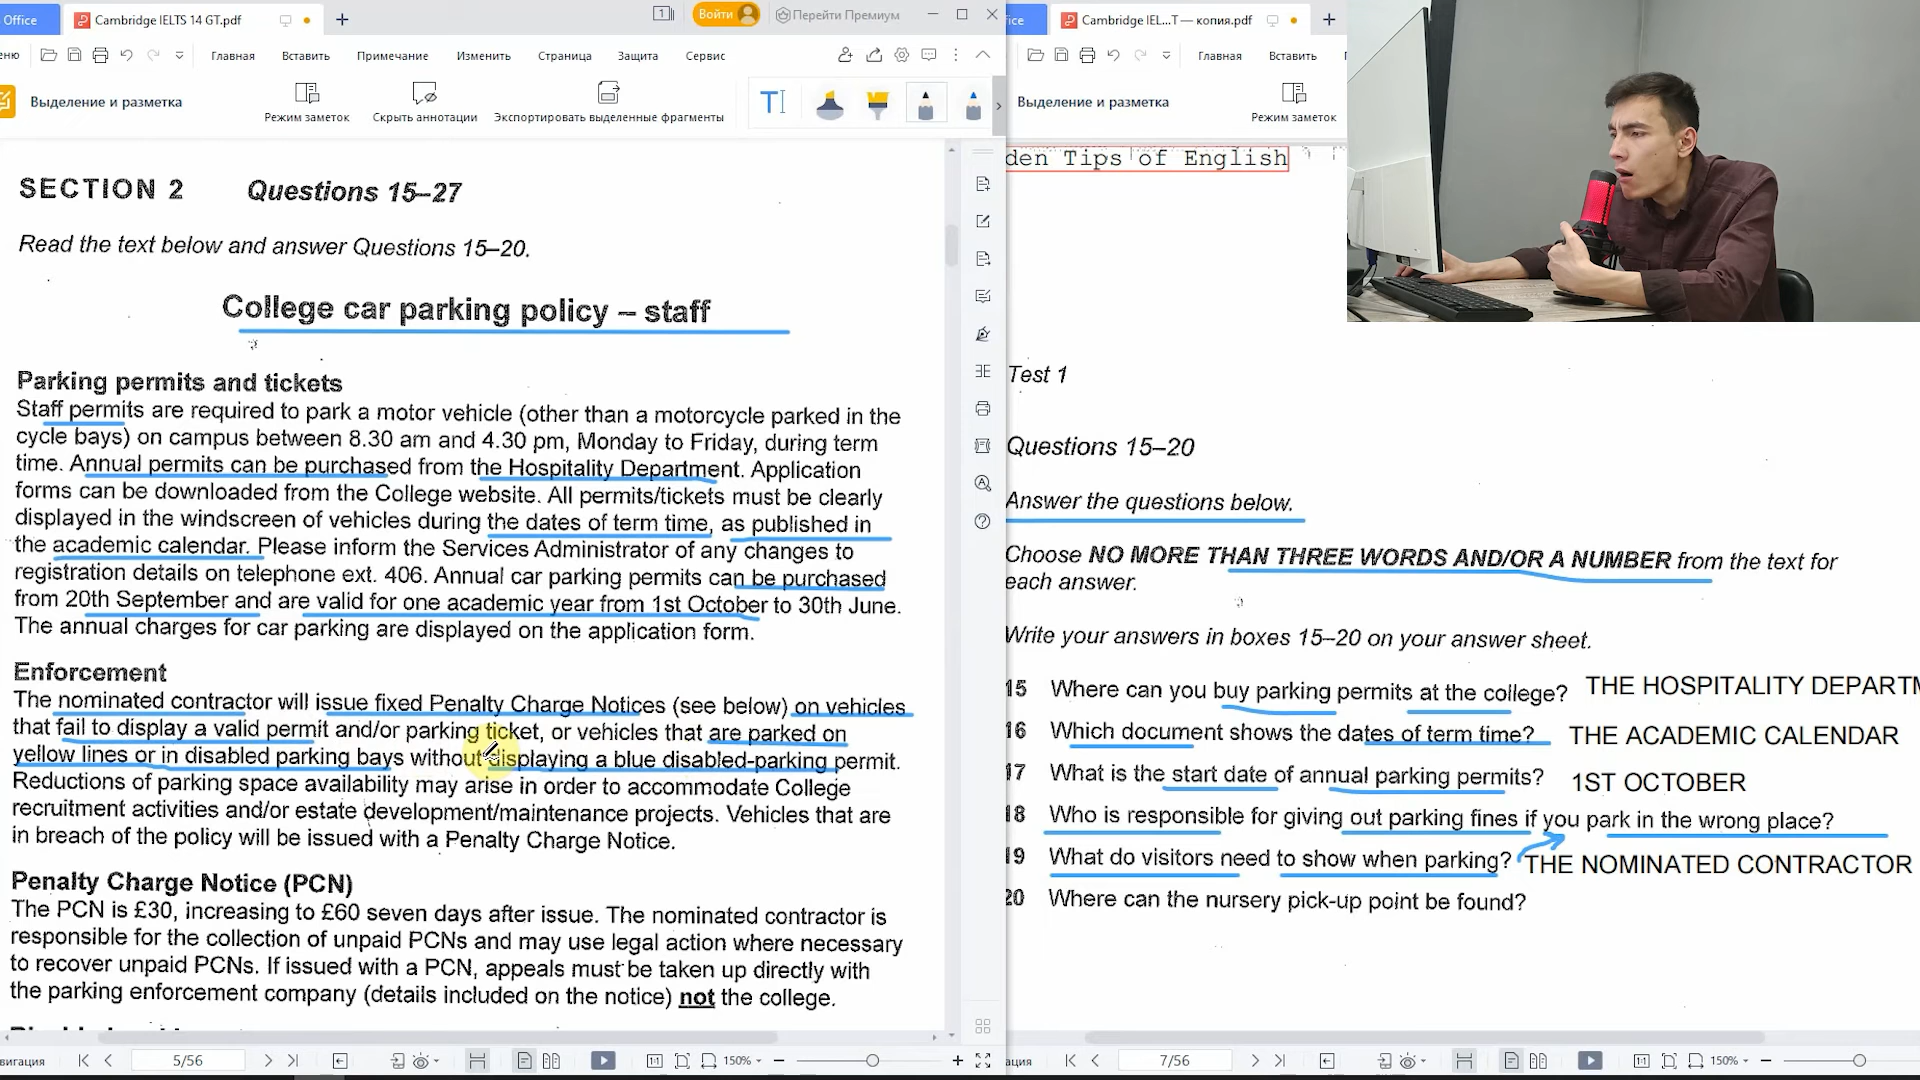 Office
Cambridge IELTS 14 GT.pdf
Войти
Перейти Премиум
Главная
Вставить
Примечание
Изменить
Страница
Защита
Сервис
Выделение и разметка
Режим заметок
Скрыть аннотации
Экспортировать выделенные фрагменты
SECTION 2 Questions 15–27
Read the text below and answer Questions 15–20.
College car parking policy – staff
Parking permits and tickets
Staff permits are required to park a motor vehicle (other than a motorcycle parked in the
cycle bays) on campus between 8.30 am and 4.30 pm, Monday to Friday, during term
time. Annual permits can be purchased from the Hospitality Department. Application
forms can be downloaded from the College website. All permits/tickets must be clearly
displayed in the windscreen of vehicles during the dates of term time, as published in
the academic calendar. Please inform the Services Administrator of any changes to
registration details on telephone ext. 406. Annual car parking permits can be purchased
from 20th September and are valid for one academic year from 1st October to 30th June.
The annual charges for car parking are displayed on the application form.
Enforcement
The nominated contractor will issue fixed Penalty Charge Notices (see below) on vehicles
that fail to display a valid permit and/or parking ticket, or vehicles that are parked on
yellow lines or in disabled parking bays without displaying a blue disabled-parking permit.
Reductions of parking space availability may arise in order to accommodate College
recruitment activities and/or estate development/maintenance projects. Vehicles that are
in breach of the policy will be issued with a Penalty Charge Notice.
Penalty Charge Notice (PCN)
The PCN is £30, increasing to £60 seven days after issue. The nominated contractor is
responsible for the collection of unpaid PCNs and may use legal action where necessary
to recover unpaid PCNs. If issued with a PCN, appeals must be taken up directly with
the parking enforcement company (details included on the notice) not the college.
5/56
150%
Cambridge IEL...T — копия.pdf
Главная
Вставить
Выделение и разметка
Режим заметок
den Tips of English
Test 1
Questions 15–20
Answer the questions below.
Choose NO MORE THAN THREE WORDS AND/OR A NUMBER from the text for
each answer.
Write your answers in boxes 15–20 on your answer sheet.
15 Where can you buy parking permits at the college? THE HOSPITALITY DEPARTM
16 Which document shows the dates of term time? THE ACADEMIC CALENDAR
17 What is the start date of annual parking permits? 1ST OCTOBER
18 Who is responsible for giving out parking fines if you park in the wrong place?
19 What do visitors need to show when parking? THE NOMINATED CONTRACTOR
20 Where can the nursery pick-up point be found?
7/56
150%